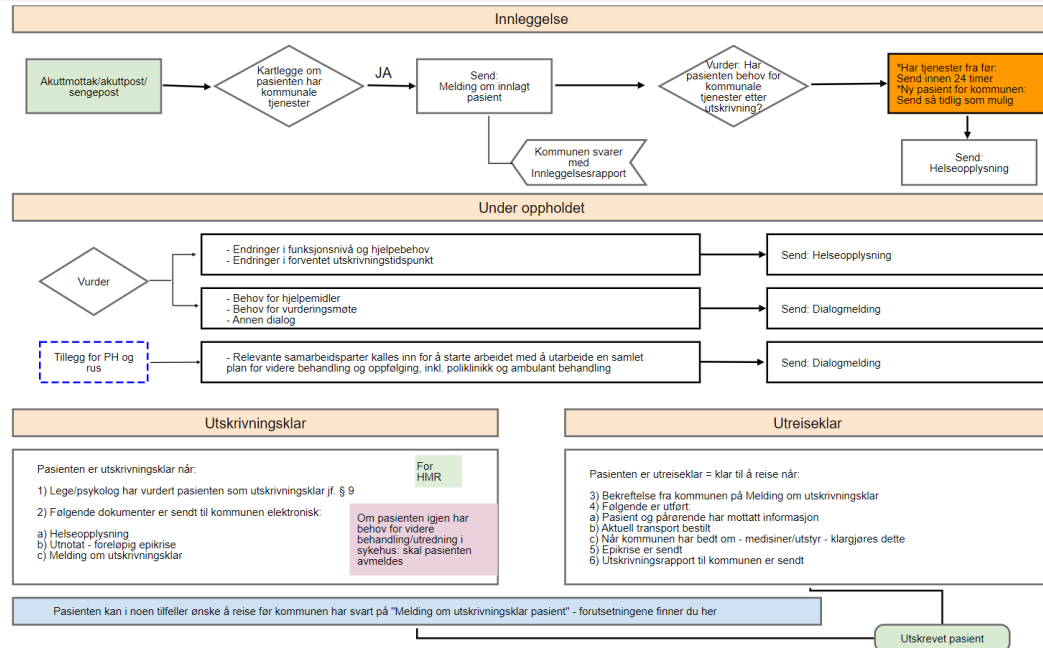 Innleggelse
Akuttmottak/akuttpost/
sengepost
Kartlegge om
pasienten har
kommunale
tjenester
JA
Send:
Melding om innlagt
pasient
Vurder: Har
pasienten behov for
kommunale
tjenester etter
utskrivning?
*Har tjenester fra før:
Send innen 24 timer
*Ny pasient for kommunen:
Send så tidlig som mulig
Kommunen svarer
med
Innleggelsesrapport
Send:
Helseopplysning
Under oppholdet
Vurder
- Endringer i funksjonsnivå og hjelpebehov
- Endringer i forventet utskrivningstidspunkt
Send: Helseopplysning
- Behov for hjelpemidler
- Behov for vurderingsmøte
- Annen dialog
Send: Dialogmelding
Tillegg for PH og
rus
- Relevante samarbeidsparter kalles inn for å starte arbeidet med å utarbeide en samlet
plan for videre behandling og oppfølging, inkl. poliklinikk og ambulant behandling
Send: Dialogmelding
Utskrivningsklar
Pasienten er utskrivningsklar når:
1) Lege/psykolog har vurdert pasienten som utskrivningsklar jf. § 9
2) Følgende dokumenter er sendt til kommunen elektronisk:
a) Helseopplysning
b) Utnotat - foreløpig epikrise
c) Melding om utskrivningsklar
For
HMR
Om pasienten igjen har
behov for videre
behandling/utredning i
sykehus: skal pasienten
avmeldes
Utreiseklar
Pasienten er utreiseklar = klar til å reise når:
3) Bekreftelse fra kommunen på Melding om utskrivningsklar
4) Følgende er utført:
a) Pasient og pårørende har mottatt informasjon
b) Aktuell transport bestilt
c) Når kommunen har bedt om - medisiner/utstyr - klargjøres dette
5) Epikrise er sendt
6) Utskrivningsrapport til kommunen er sendt
Pasienten kan i noen tilfeller ønske å reise før kommunen har svart på "Melding om utskrivningsklar pasient" - forutsetningene finner du her
Utskrevet pasient